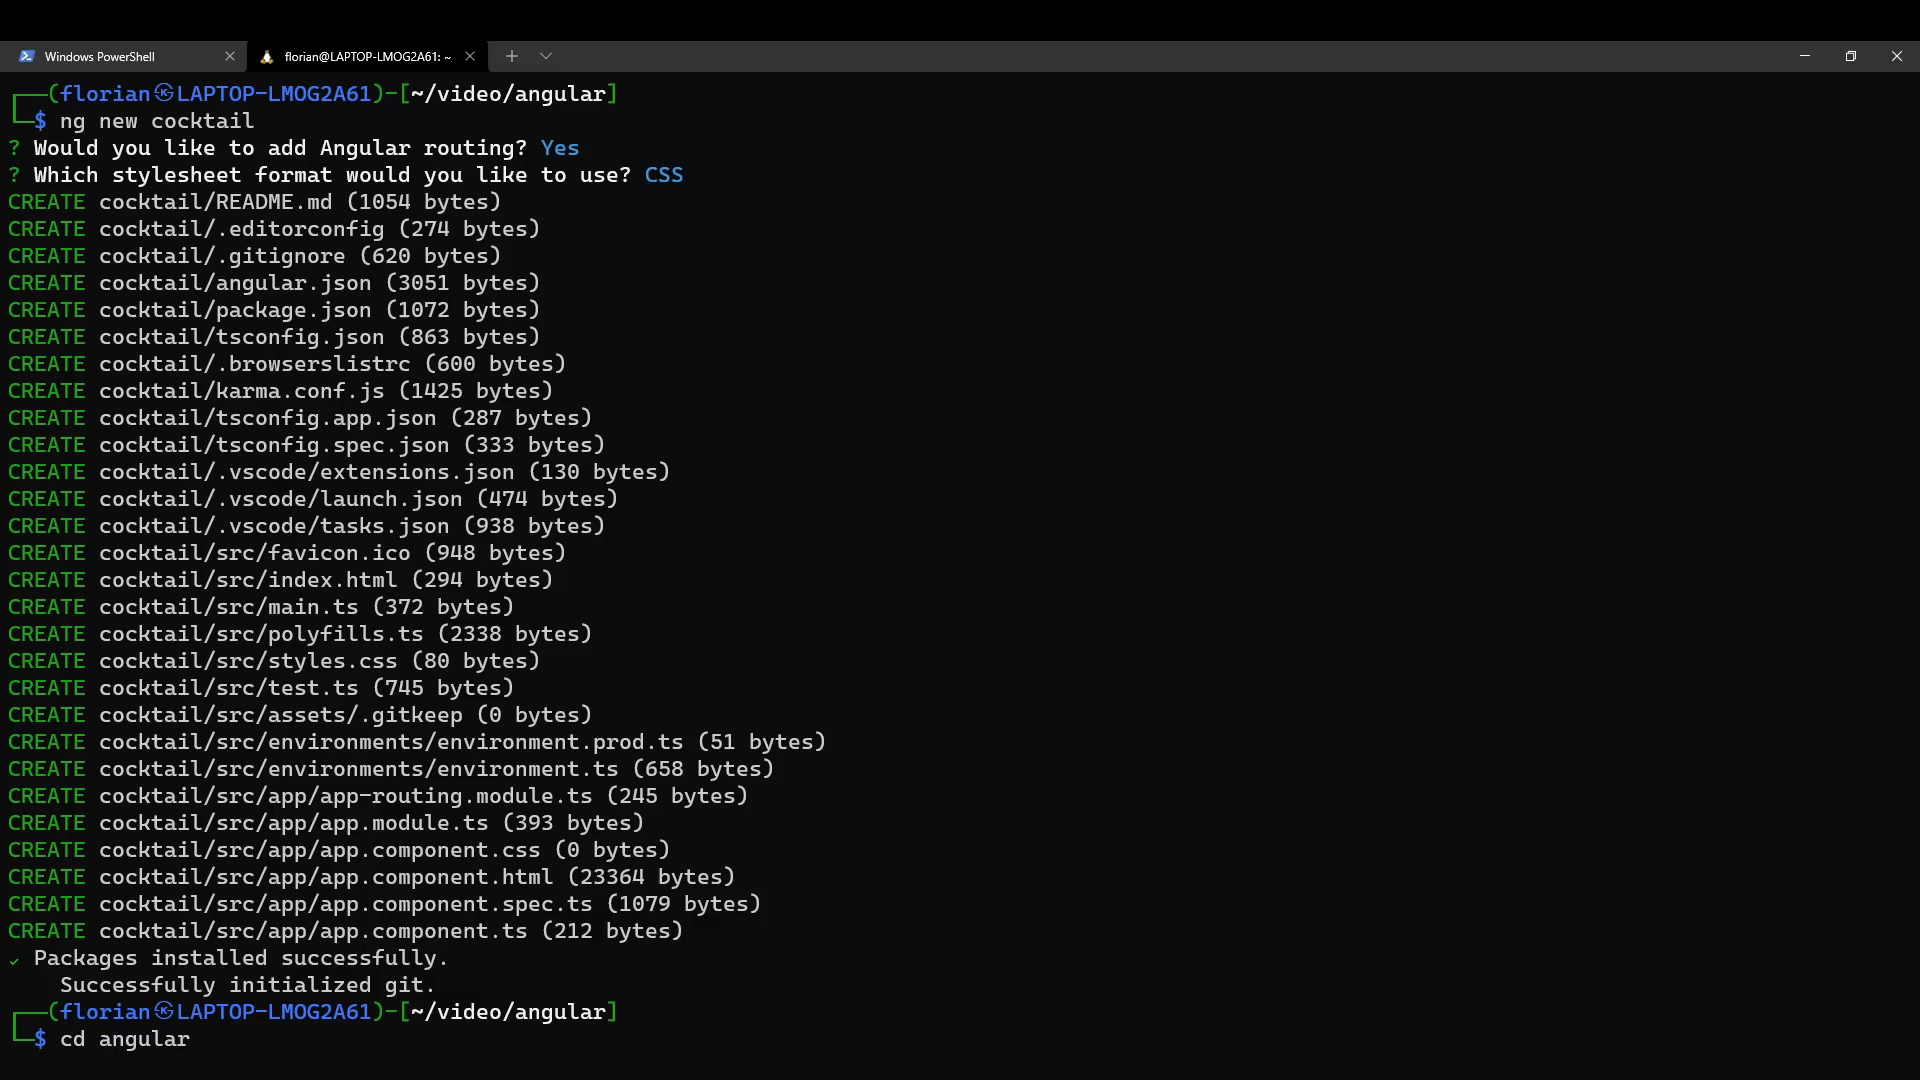 Windows PowerShell
florian@LAPTOP-LMOG2A61: ~
(florian㉿LAPTOP-LMOG2A61)-[~/video/angular]
$ ng new cocktail
? Would you like to add Angular routing? Yes
? Which stylesheet format would you like to use? CSS
CREATE cocktail/README.md (1054 bytes)
CREATE cocktail/.editorconfig (274 bytes)
CREATE cocktail/.gitignore (620 bytes)
CREATE cocktail/angular.json (3051 bytes)
CREATE cocktail/package.json (1072 bytes)
CREATE cocktail/tsconfig.json (863 bytes)
CREATE cocktail/.browserslistrc (600 bytes)
CREATE cocktail/karma.conf.js (1425 bytes)
CREATE cocktail/tsconfig.app.json (287 bytes)
CREATE cocktail/tsconfig.spec.json (333 bytes)
CREATE cocktail/.vscode/extensions.json (130 bytes)
CREATE cocktail/.vscode/launch.json (474 bytes)
CREATE cocktail/.vscode/tasks.json (938 bytes)
CREATE cocktail/src/favicon.ico (948 bytes)
CREATE cocktail/src/index.html (294 bytes)
CREATE cocktail/src/main.ts (372 bytes)
CREATE cocktail/src/polyfills.ts (2338 bytes)
CREATE cocktail/src/styles.css (80 bytes)
CREATE cocktail/src/test.ts (745 bytes)
CREATE cocktail/src/assets/.gitkeep (0 bytes)
CREATE cocktail/src/environments/environment.prod.ts (51 bytes)
CREATE cocktail/src/environments/environment.ts (658 bytes)
CREATE cocktail/src/app/app-routing.module.ts (245 bytes)
CREATE cocktail/src/app/app.module.ts (393 bytes)
CREATE cocktail/src/app/app.component.css (0 bytes)
CREATE cocktail/src/app/app.component.html (23364 bytes)
CREATE cocktail/src/app/app.component.spec.ts (1079 bytes)
CREATE cocktail/src/app/app.component.ts (212 bytes)
✓ Packages installed successfully.
Successfully initialized git.
(florian㉿LAPTOP-LMOG2A61)-[~/video/angular]
$ cd angular